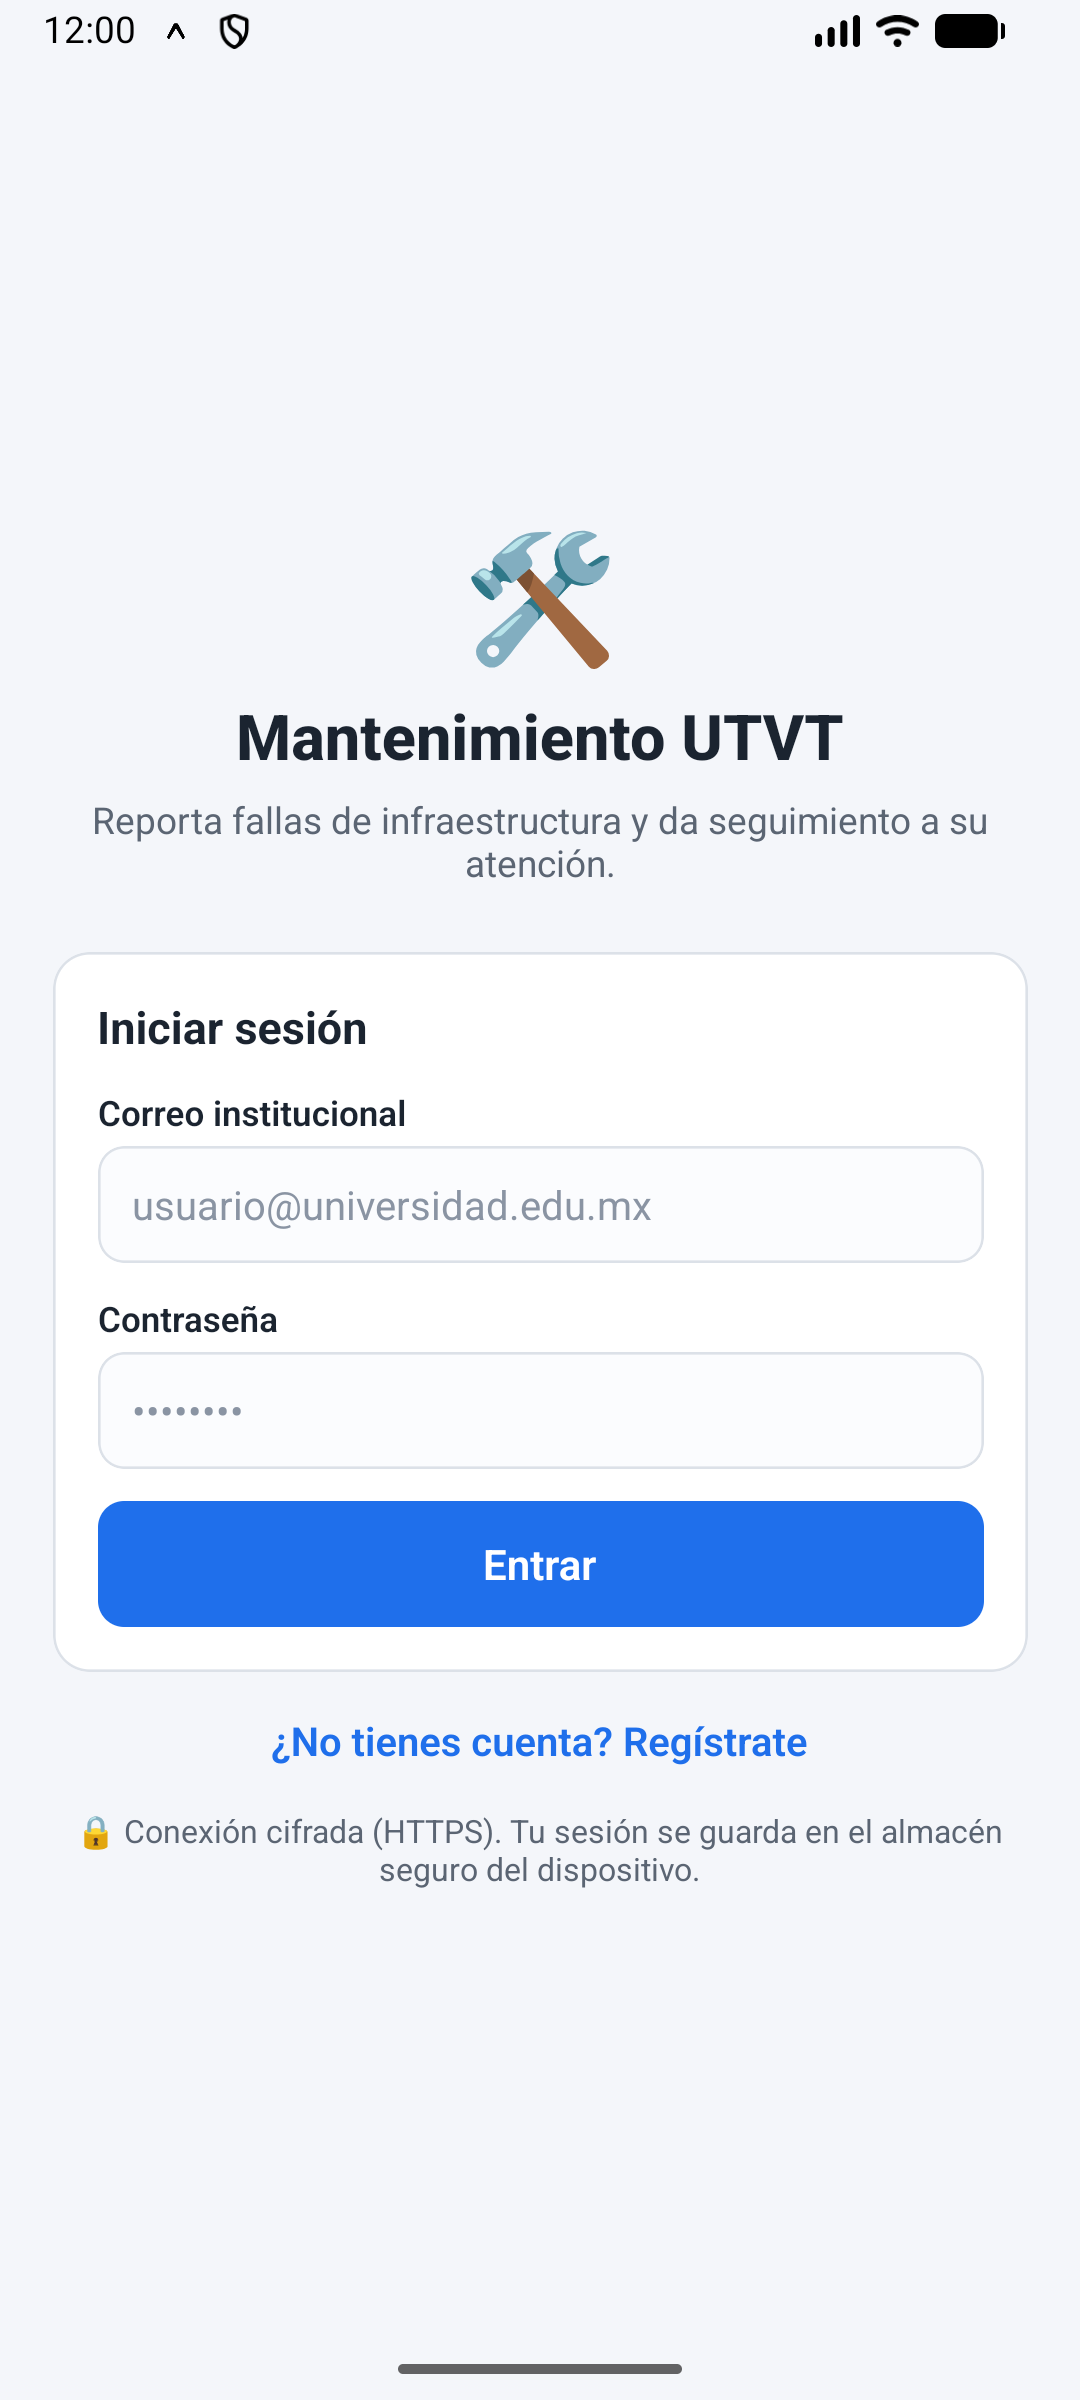 12:00
Mantenimiento UTVT
Reporta fallas de infraestructura y da seguimiento a su
atención.
Iniciar sesión
Correo institucional
usuario@universidad.edu.mx
Contraseña
••••••••
Entrar
¿No tienes cuenta? Regístrate
🔒 Conexión cifrada (HTTPS). Tu sesión se guarda en el almacén
seguro del dispositivo.